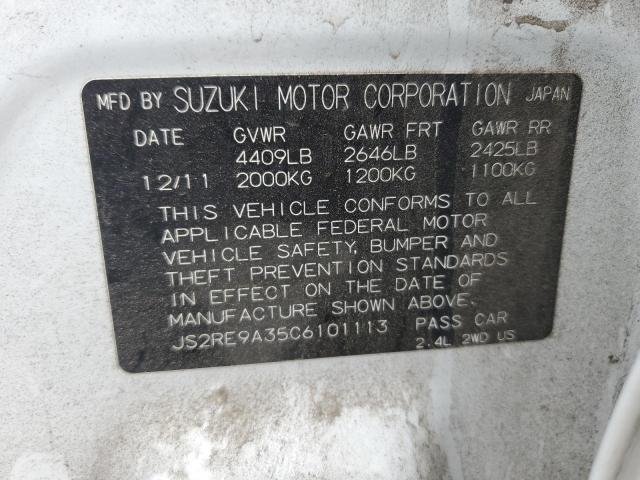 MFD BY SUZUKI MOTOR CORPORATION JAPAN
DATE GVWR GAWR FRT GAWR RR
4409LB 2646LB 2425LB
12/11 2000KG 1200KG 1100KG
THIS VEHICLE CONFORMS TO ALL
APPLICABLE FEDERAL MOTOR
VEHICLE SAFETY, BUMPER AND
THEFT PREVENTION STANDARDS
IN EFFECT ON THE DATE OF
MANUFACTURE SHOWN ABOVE.
JS2RE9A35C6101113 PASS CAR
2.4L 2WD US